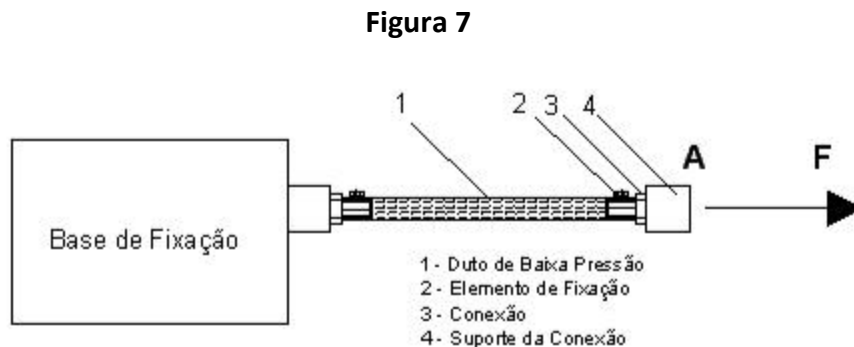 Figura 7
1
2
3
4
A
F
Base de Fixação
1 - Duto de Baixa Pressão
2 - Elemento de Fixação
3 - Conexão
4 - Suporte da Conexão